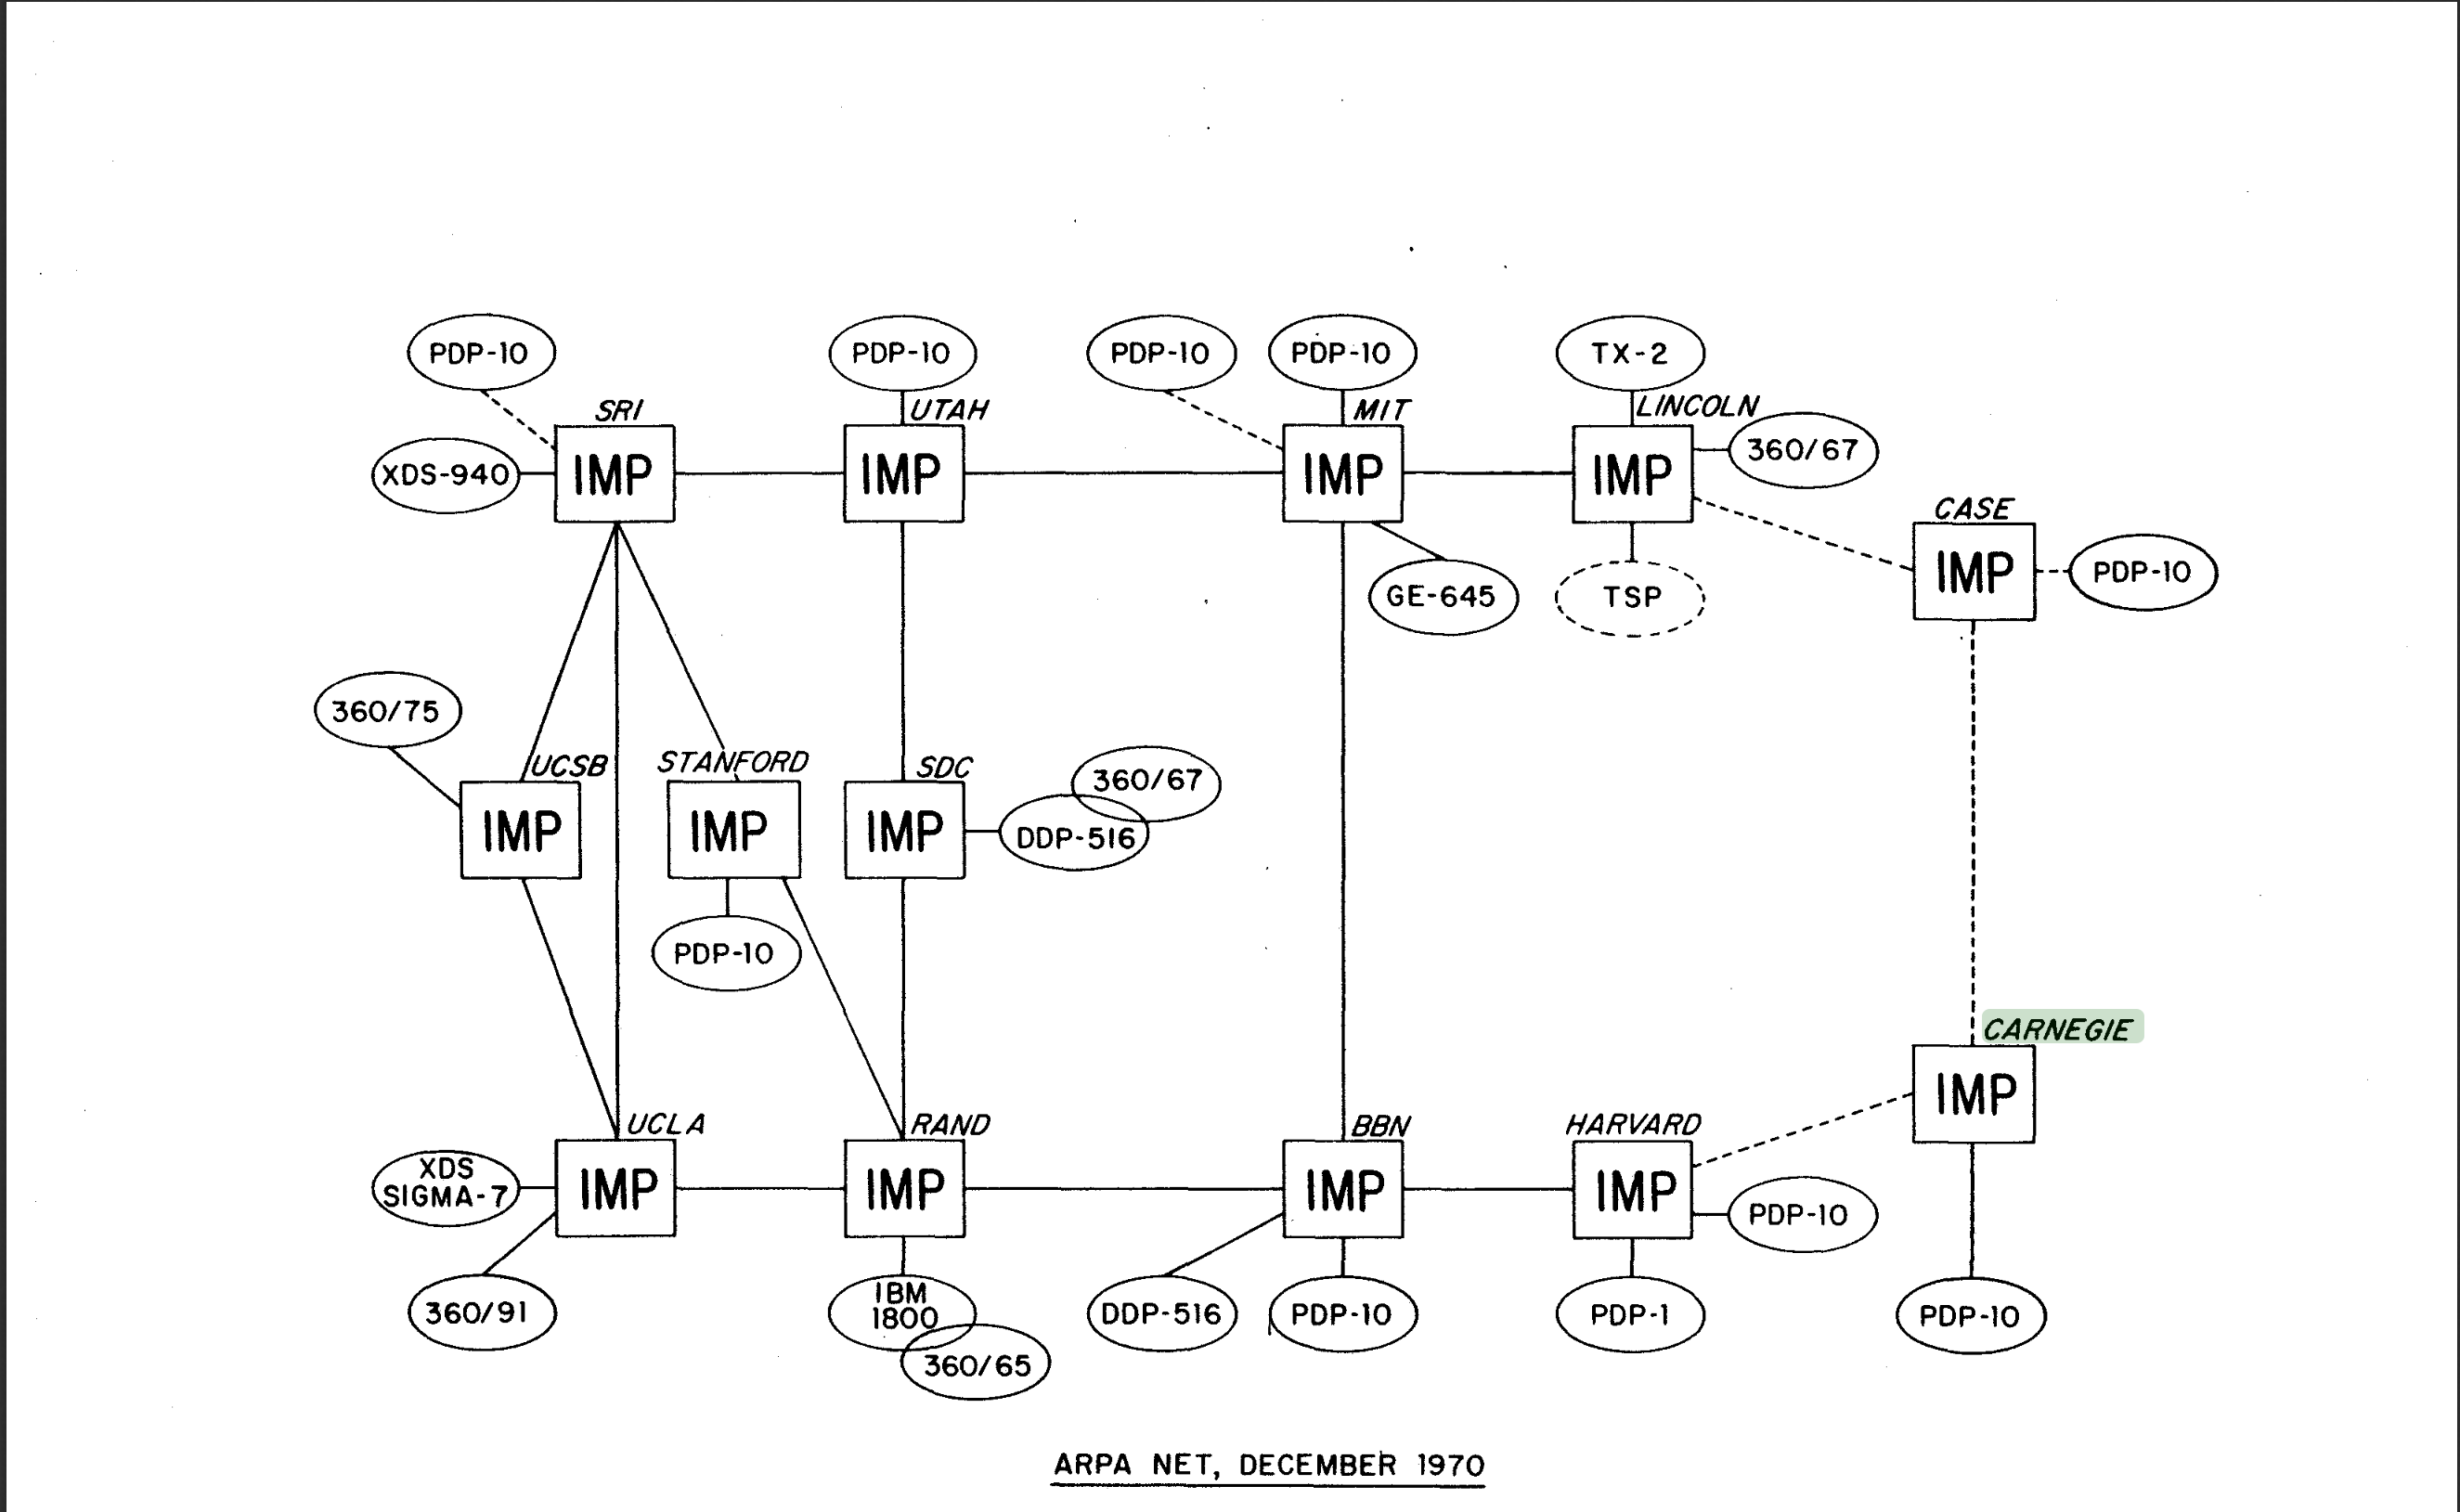 PDP-10
PDP-10
PDP-10
PDP-10
TX-2
SRI
UTAH
MIT
LINCOLN
XDS-940
IMP
IMP
IMP
IMP
360/67
CASE
IMP
PDP-10
GE-645
TSP
360/75
UCSB
STANFORD
SDC
360/67
IMP
IMP
IMP
DDP-516
PDP-10
CARNEGIE
IMP
UCLA
RAND
BBN
HARVARD
XDS
SIGMA-7
IMP
IMP
IMP
IMP
PDP-10
360/91
IBM
1800
360/65
DDP-516
PDP-10
PDP-1
PDP-10
ARPA NET, DECEMBER 1970